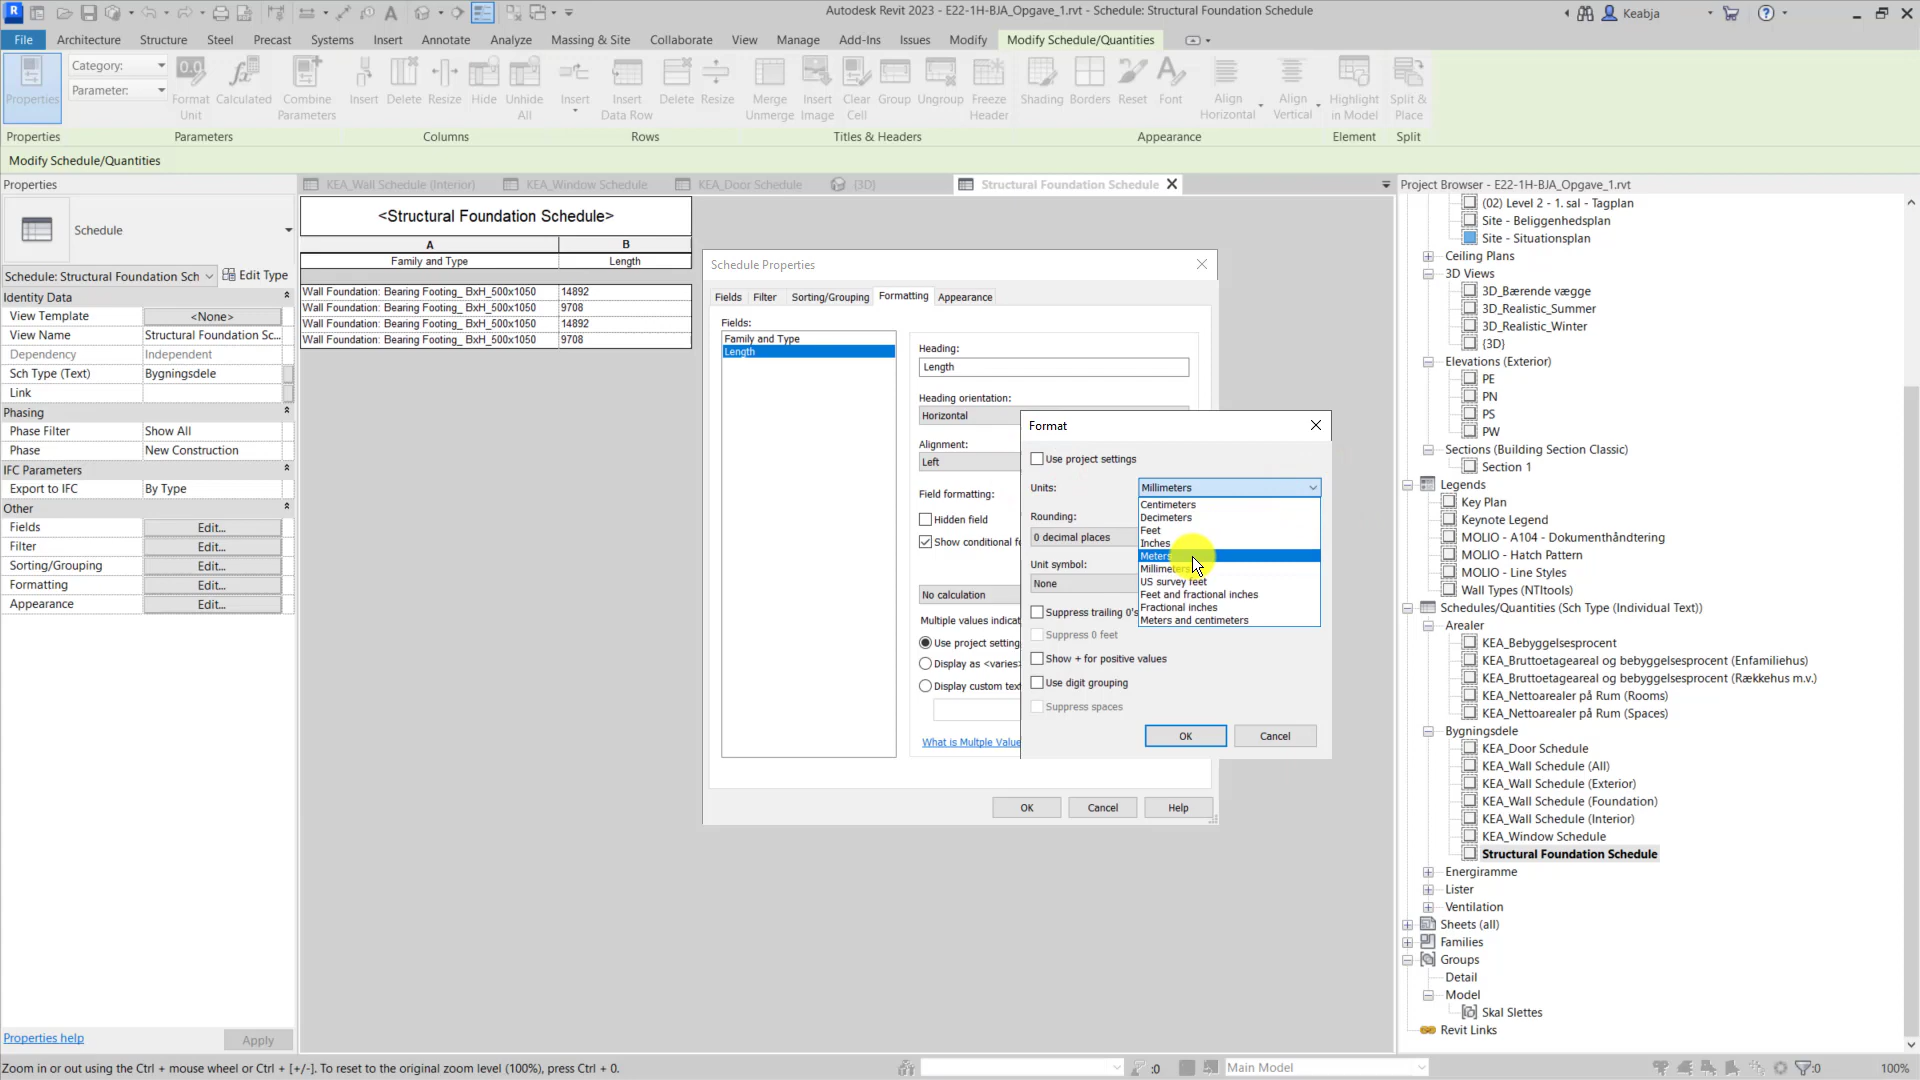 Autodesk Revit 2023 - E22-1H-BJA_Opgave_1.rvt - Schedule: Structural Foundation Schedule
Keabja
File Architecture Structure Steel Precast Systems Insert Annotate Analyze Massing & Site Collaborate View Manage Add-Ins Issues Modify Modify Schedule/Quantities
Properties
Category:
Parameter:
Format Unit
Calculated
Combine Parameters
Insert
Delete
Resize
Hide
Unhide All
Insert
Insert Data Row
Delete
Resize
Merge Unmerge
Insert Image
Clear Cell
Group
Ungroup
Freeze Header
Shading
Borders
Reset
Font
Align Horizontal
Align Vertical
Highlight in Model
Split & Place
Properties Parameters Columns Rows Titles & Headers Appearance Element Split
Modify Schedule/Quantities
Properties
Schedule
Schedule: Structural Foundation Sch
Edit Type
Identity Data
View Template <None>
View Name Structural Foundation Sc...
Dependency Independent
Sch Type (Text) Bygningsdele
Link
Phasing
Phase Filter Show All
Phase New Construction
IFC Parameters
Export to IFC By Type
Other
Fields Edit...
Filter Edit...
Sorting/Grouping Edit...
Formatting Edit...
Appearance Edit...
Properties help
Apply
KEA_Wall Schedule (Interior)
KEA_Window Schedule
KEA_Door Schedule
{3D}
Structural Foundation Schedule
<Structural Foundation Schedule>
A B
Family and Type Length
Wall Foundation: Bearing Footing_ BxH_500x1050 14892
Wall Foundation: Bearing Footing_ BxH_500x1050 9708
Wall Foundation: Bearing Footing_ BxH_500x1050 14892
Wall Foundation: Bearing Footing_ BxH_500x1050 9708
Schedule Properties
Fields Filter Sorting/Grouping Formatting Appearance
Fields:
Family and Type
Length
Heading:
Length
Heading orientation:
Horizontal
Alignment:
Left
Field formatting:
Hidden field
Show conditional fo
No calculation
Multiple values indicat
Use project setting
Display as <varies>
Display custom text
What is Multple Value
OK Cancel Help
Format
Use project settings
Units: Millimeters
Centimeters
Decimeters
Feet
Inches
Meters
Millimeters
US survey feet
Feet and fractional inches
Fractional inches
Meters and centimeters
Rounding:
0 decimal places
Unit symbol:
None
Suppress trailing 0's
Suppress 0 feet
Show + for positive values
Use digit grouping
Suppress spaces
OK Cancel
Project Browser - E22-1H-BJA_Opgave_1.rvt
(02) Level 2 - 1. sal - Tagplan
Site - Beliggenhedsplan
Site - Situationsplan
Ceiling Plans
3D Views
3D_Bærende vægge
3D_Realistic_Summer
3D_Realistic_Winter
{3D}
Elevations (Exterior)
PE
PN
PS
PW
Sections (Building Section Classic)
Section 1
Legends
Key Plan
Keynote Legend
MOLIO - A104 - Dokumenthåndtering
MOLIO - Hatch Pattern
MOLIO - Line Styles
Wall Types (NTItools)
Schedules/Quantities (Sch Type (Individual Text))
Arealer
KEA_Bebyggelsesprocent
KEA_Bruttoetageareal og bebyggelsesprocent (Enfamiliehus)
KEA_Bruttoetageareal og bebyggelsesprocent (Rækkehus m.v.)
KEA_Nettoarealer på Rum (Rooms)
KEA_Nettoarealer på Rum (Spaces)
Bygningsdele
KEA_Door Schedule
KEA_Wall Schedule (All)
KEA_Wall Schedule (Exterior)
KEA_Wall Schedule (Foundation)
KEA_Wall Schedule (Interior)
KEA_Window Schedule
Structural Foundation Schedule
Energiramme
Lister
Ventilation
Sheets (all)
Families
Groups
Detail
Model
Skal Slettes
Revit Links
Zoom in or out using the Ctrl + mouse wheel or Ctrl + [+/-]. To reset to the original zoom level (100%), press Ctrl + 0.
:0
Main Model
:0
100%